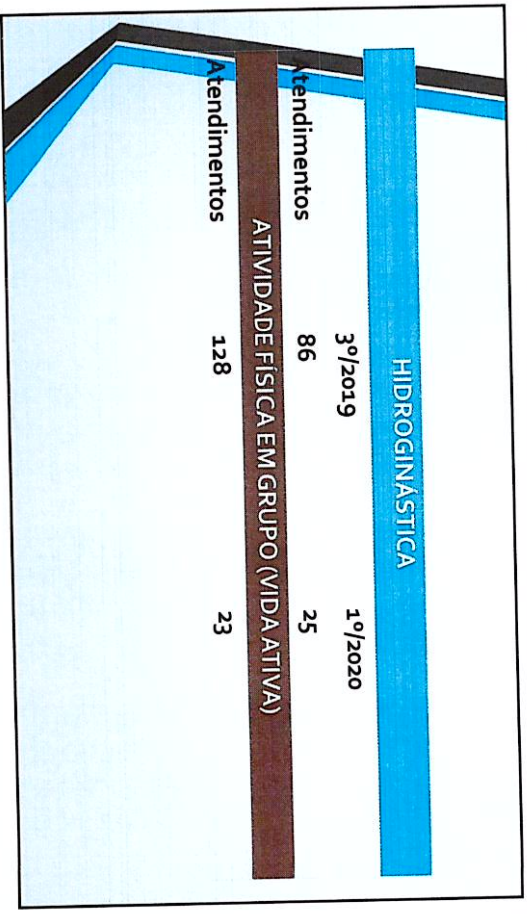 HIDROGINÁSTICA
3º/2019 1º/2020
Atendimentos 86 25
ATIVIDADE FÍSICA EM GRUPO (VIDA ATIVA)
Atendimentos 128 23